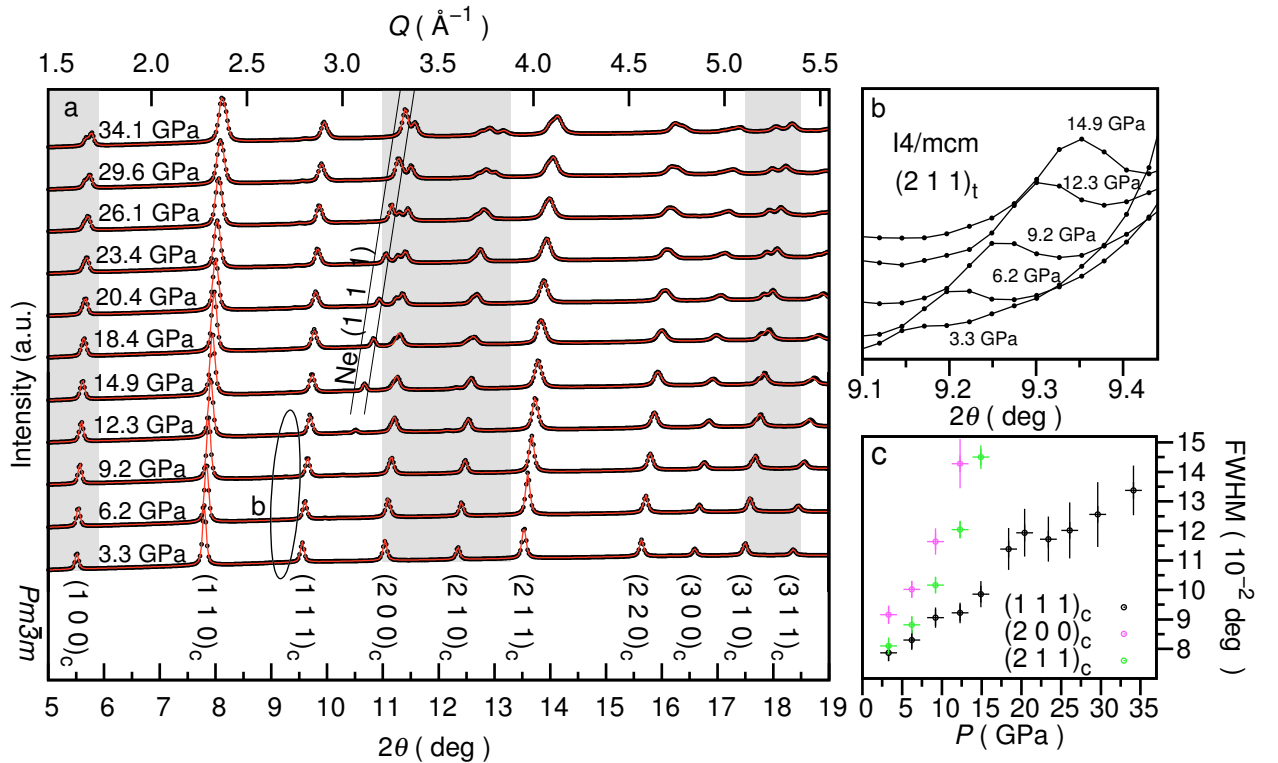 Q ( Å⁻¹ )
1.5 2.0 2.5 3.0 3.5 4.0 4.5 5.0 5.5
a
34.1 GPa
29.6 GPa
26.1 GPa
23.4 GPa
20.4 GPa
18.4 GPa
14.9 GPa
12.3 GPa
9.2 GPa
6.2 GPa
3.3 GPa
Ne (1 1 1)
b
Intensity (a.u.)
Pm3̅m
(1 0 0)c
(1 1 0)c
(1 1 1)c
(2 0 0)c
(2 1 0)c
(2 1 1)c
(2 2 0)c
(3 0 0)c
(3 1 0)c
(3 1 1)c
5 6 7 8 9 10 11 12 13 14 15 16 17 18 19
2θ ( deg )
b
I4/mcm
(2 1 1)t
14.9 GPa
12.3 GPa
9.2 GPa
6.2 GPa
3.3 GPa
9.1 9.2 9.3 9.4
2θ ( deg )
c
15
14
13
12
11
10
9
8
FWHM ( 10⁻² deg )
(1 1 1)c
(2 0 0)c
(2 1 1)c
0 5 10 15 20 25 30 35
P ( GPa )